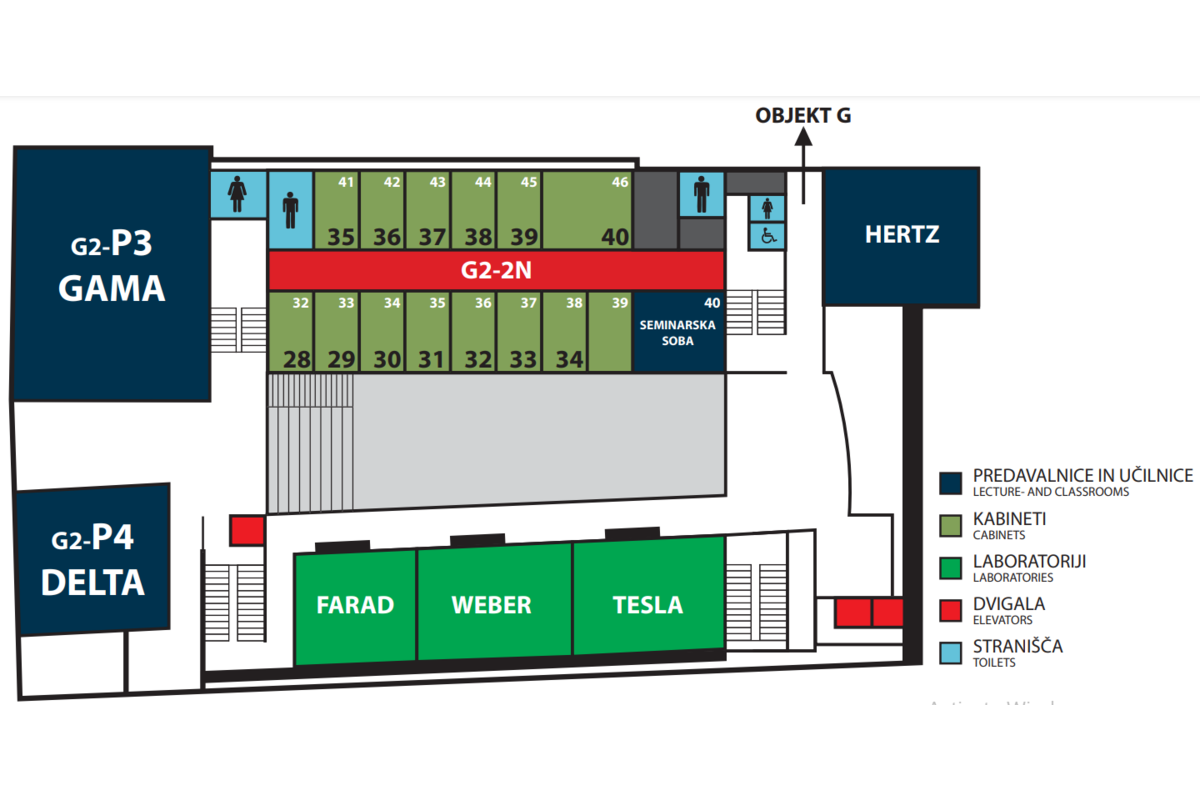 OBJEKT G
41 42 43 44 45 46
G2-P3
GAMA
HERTZ
35 36 37 38 39 40
G2-2N
32 33 34 35 36 37 38 39 40
SEMINARSKA
SOBA
28 29 30 31 32 33 34
PREDAVALNICE IN UČILNICE
LECTURE- AND CLASSROOMS
KABINETI
CABINETS
LABORATORIJI
LABORATORIES
DVIGALA
ELEVATORS
STRANIŠČA
TOILETS
G2-P4
DELTA
FARAD
WEBER
TESLA